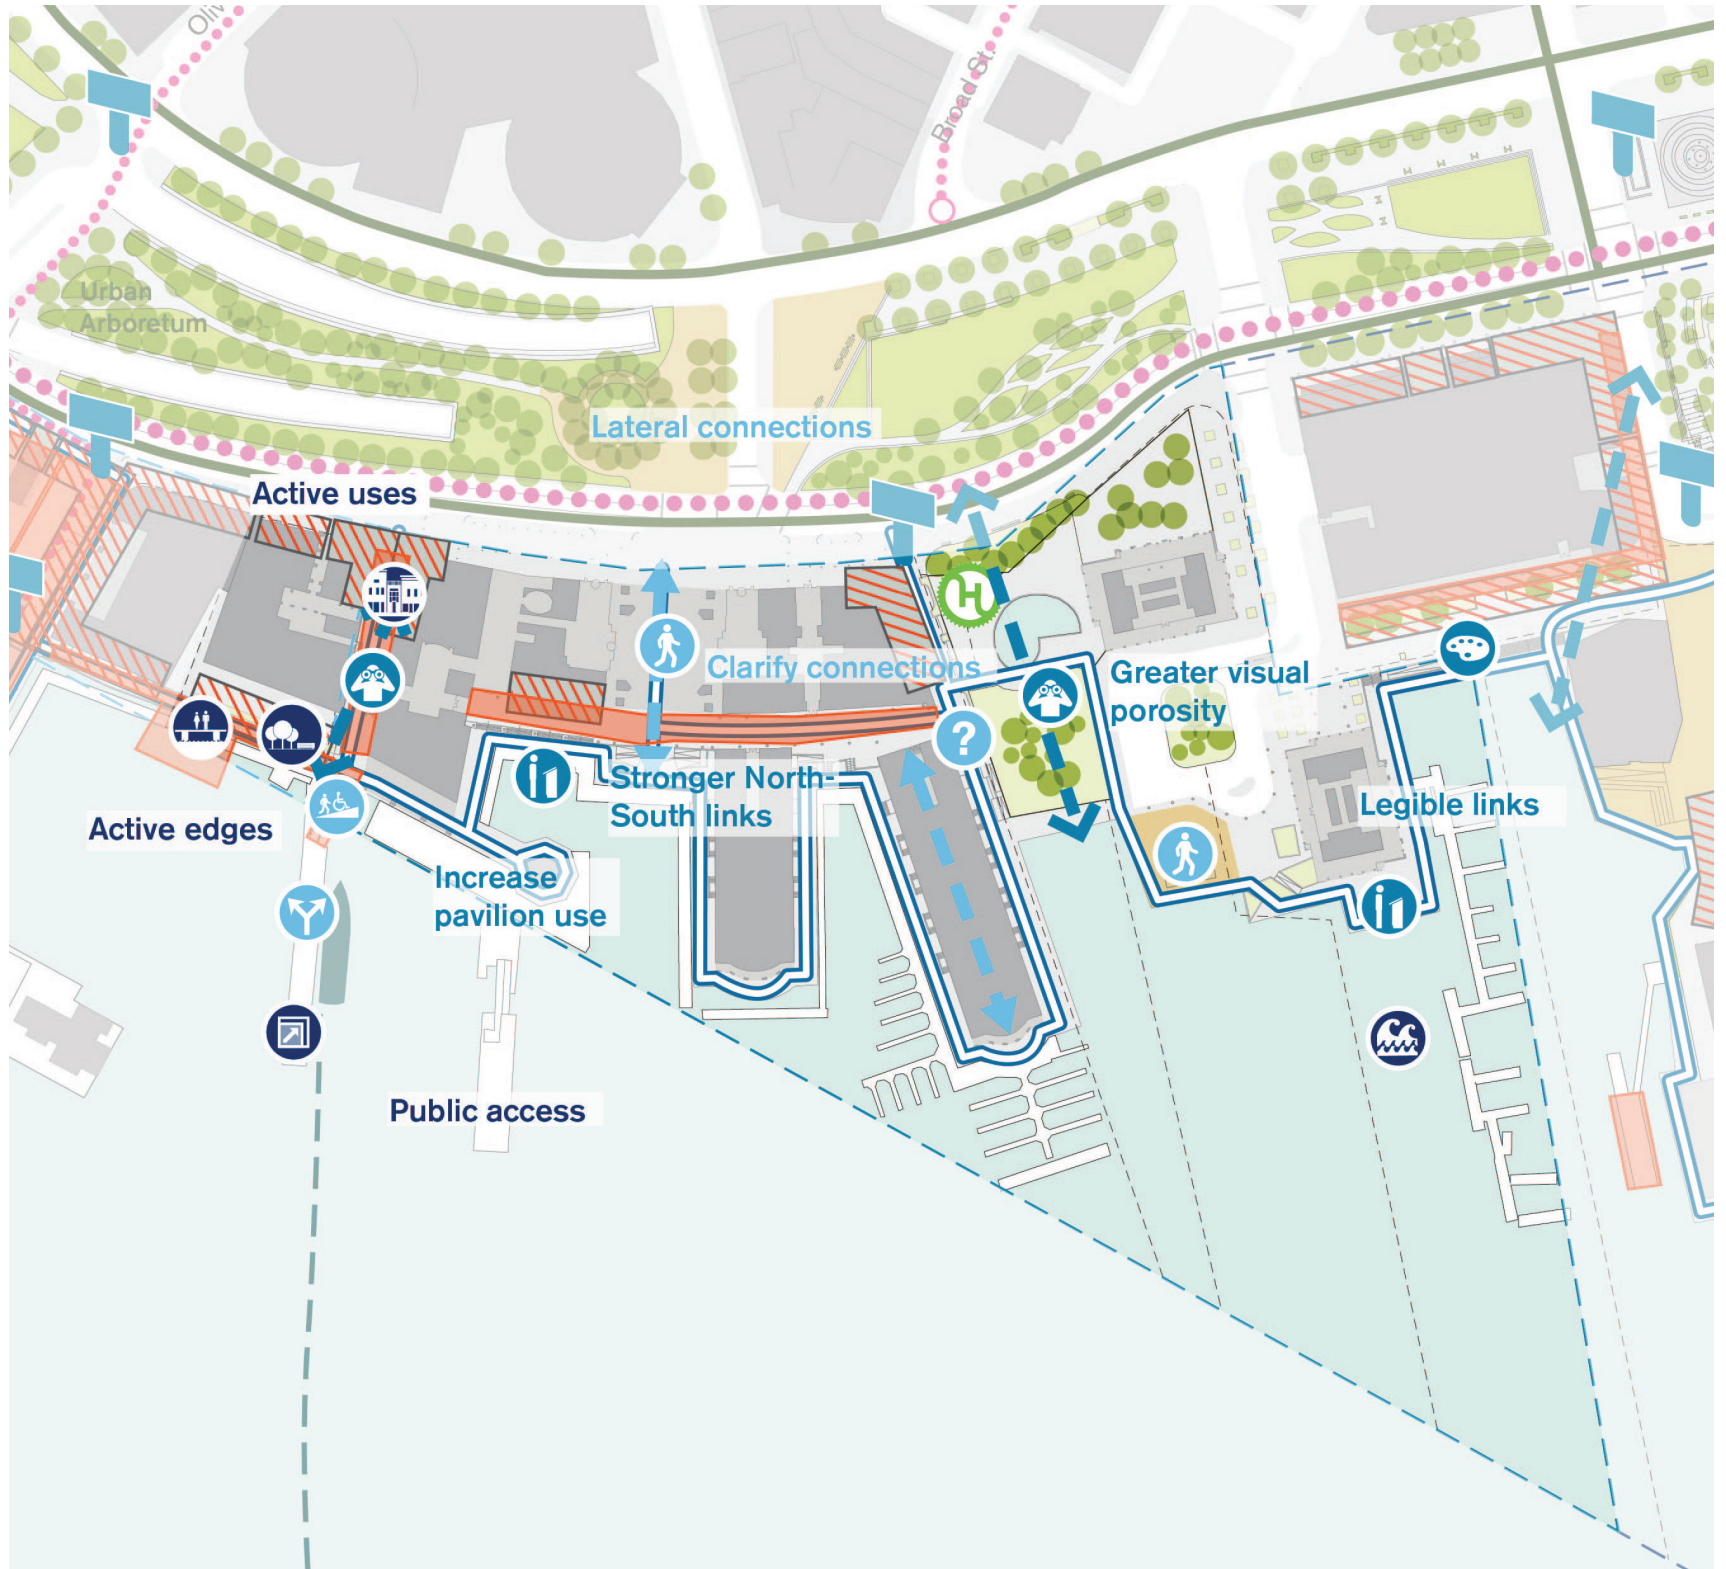 Broad St.
Urban
Arboretum
Lateral connections
Active uses
Clarify connections
Greater visual
porosity
H
?
Stronger North-
South links
Legible links
Active edges
Increase
pavilion use
Public access